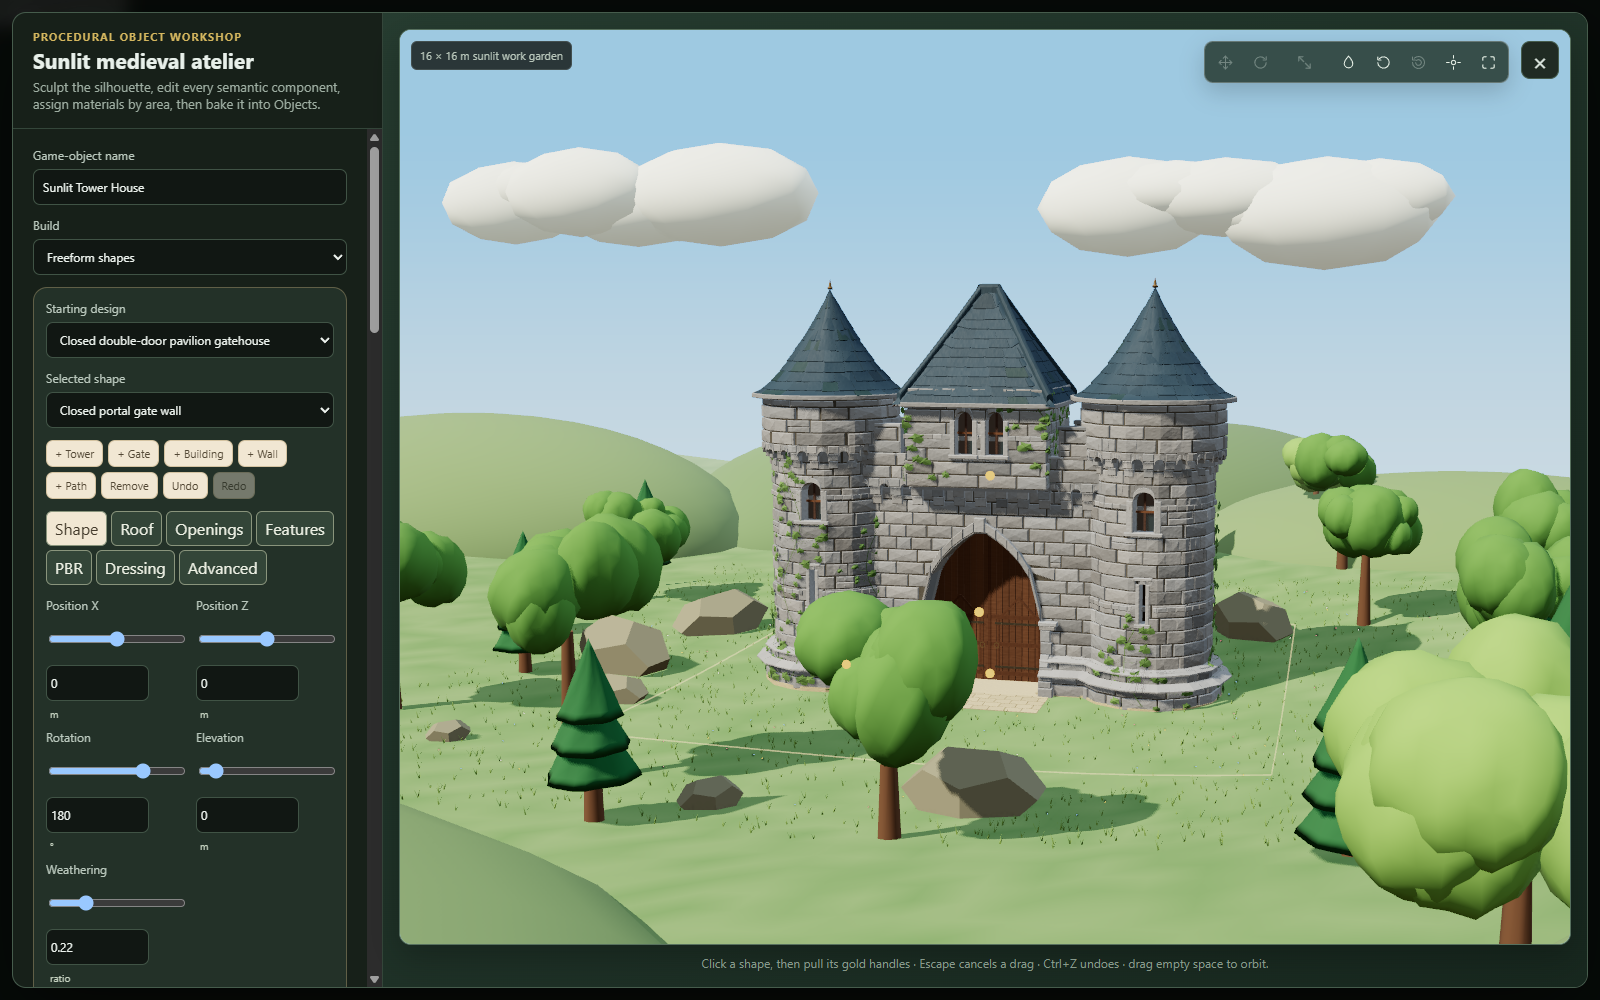 PROCEDURAL OBJECT WORKSHOP
Sunlit medieval atelier
Sculpt the silhouette, edit every semantic component,
assign materials by area, then bake it into Objects.
Game-object name
Sunlit Tower House
Build
Freeform shapes
Starting design
Closed double-door pavilion gatehouse
Selected shape
Closed portal gate wall
+ Tower
+ Gate
+ Building
+ Wall
+ Path
Remove
Undo
Redo
Shape
Roof
Openings
Features
PBR
Dressing
Advanced
Position X
Position Z
0
0
m
m
Rotation
Elevation
180
0
°
m
Weathering
0.22
ratio
16 × 16 m sunlit work garden
Click a shape, then pull its gold handles · Escape cancels a drag · Ctrl+Z undoes · drag empty space to orbit.